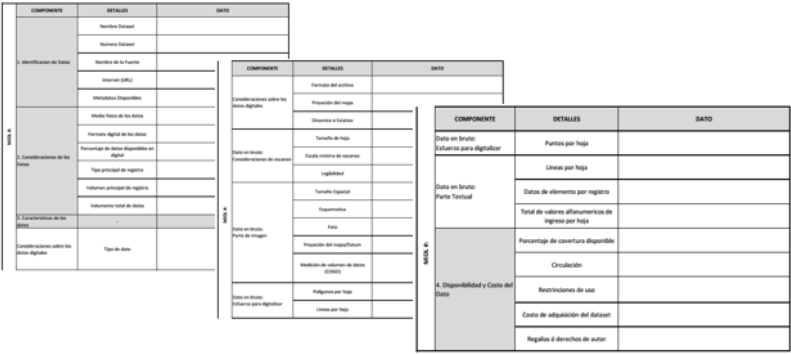 COMPONENTE DETALLES DATO
MIDL #:
1. Identificacion de Datos
Nombre Dataset
Numero Dataset
Nombre de la Fuente
Internet (URL)
Metadatos Disponibles
2. Consideraciones de los
Datos
Medio físico de los datos
Formato digital de los datos
Porcentaje de datos disponibles en
digital
Tipo principal de registro
Volumen principal de registro
Volumento total de datos
3. Características de los
datos
-
Consideraciones sobre los
datos digitales
Tipo de dato
COMPONENTE DETALLES DATO
MIDL #:
Consideraciones sobre los
datos digitales
Formato del archivo
Proyección del mapa
Dinamico o Estatico
Dato en bruto:
Consideraciones de escaneo
Tamaño de hoja
Escala mínima de escaneo
Legibilidad
Dato en bruto:
Parte de Imagen
Tamaño Espacial
Esquematica
Foto
Proyección del mapa/Datum
Medición de volumen de datos
(COGO)
Dato en bruto:
Esfuerzo para digitalizar
Polígonos por hoja
Lineas por hoja
COMPONENTE DETALLES DATO
MIDL #:
Dato en bruto:
Esfuerzo para digitalizar
Puntos por hoja
Dato en bruto:
Parte Textual
Lineas por hoja
Datos de elemento por registro
Total de valores alfanumericos de
ingreso por hoja
4. Disponibilidad y Costo del
Dato
Porcentaje de covertura disponible
Circulación
Restrinciones de uso
Costo de adquisición del dataset
Regalias ó derechos de autor